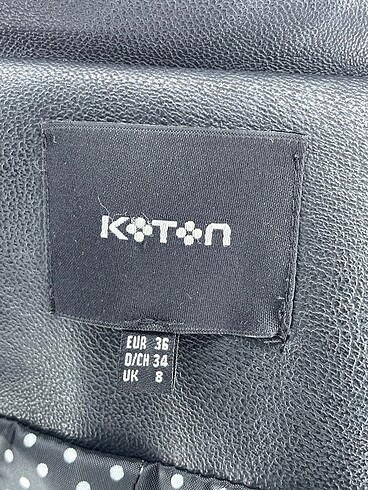 KOTON
EUR 36
D/CH 34
UK 8